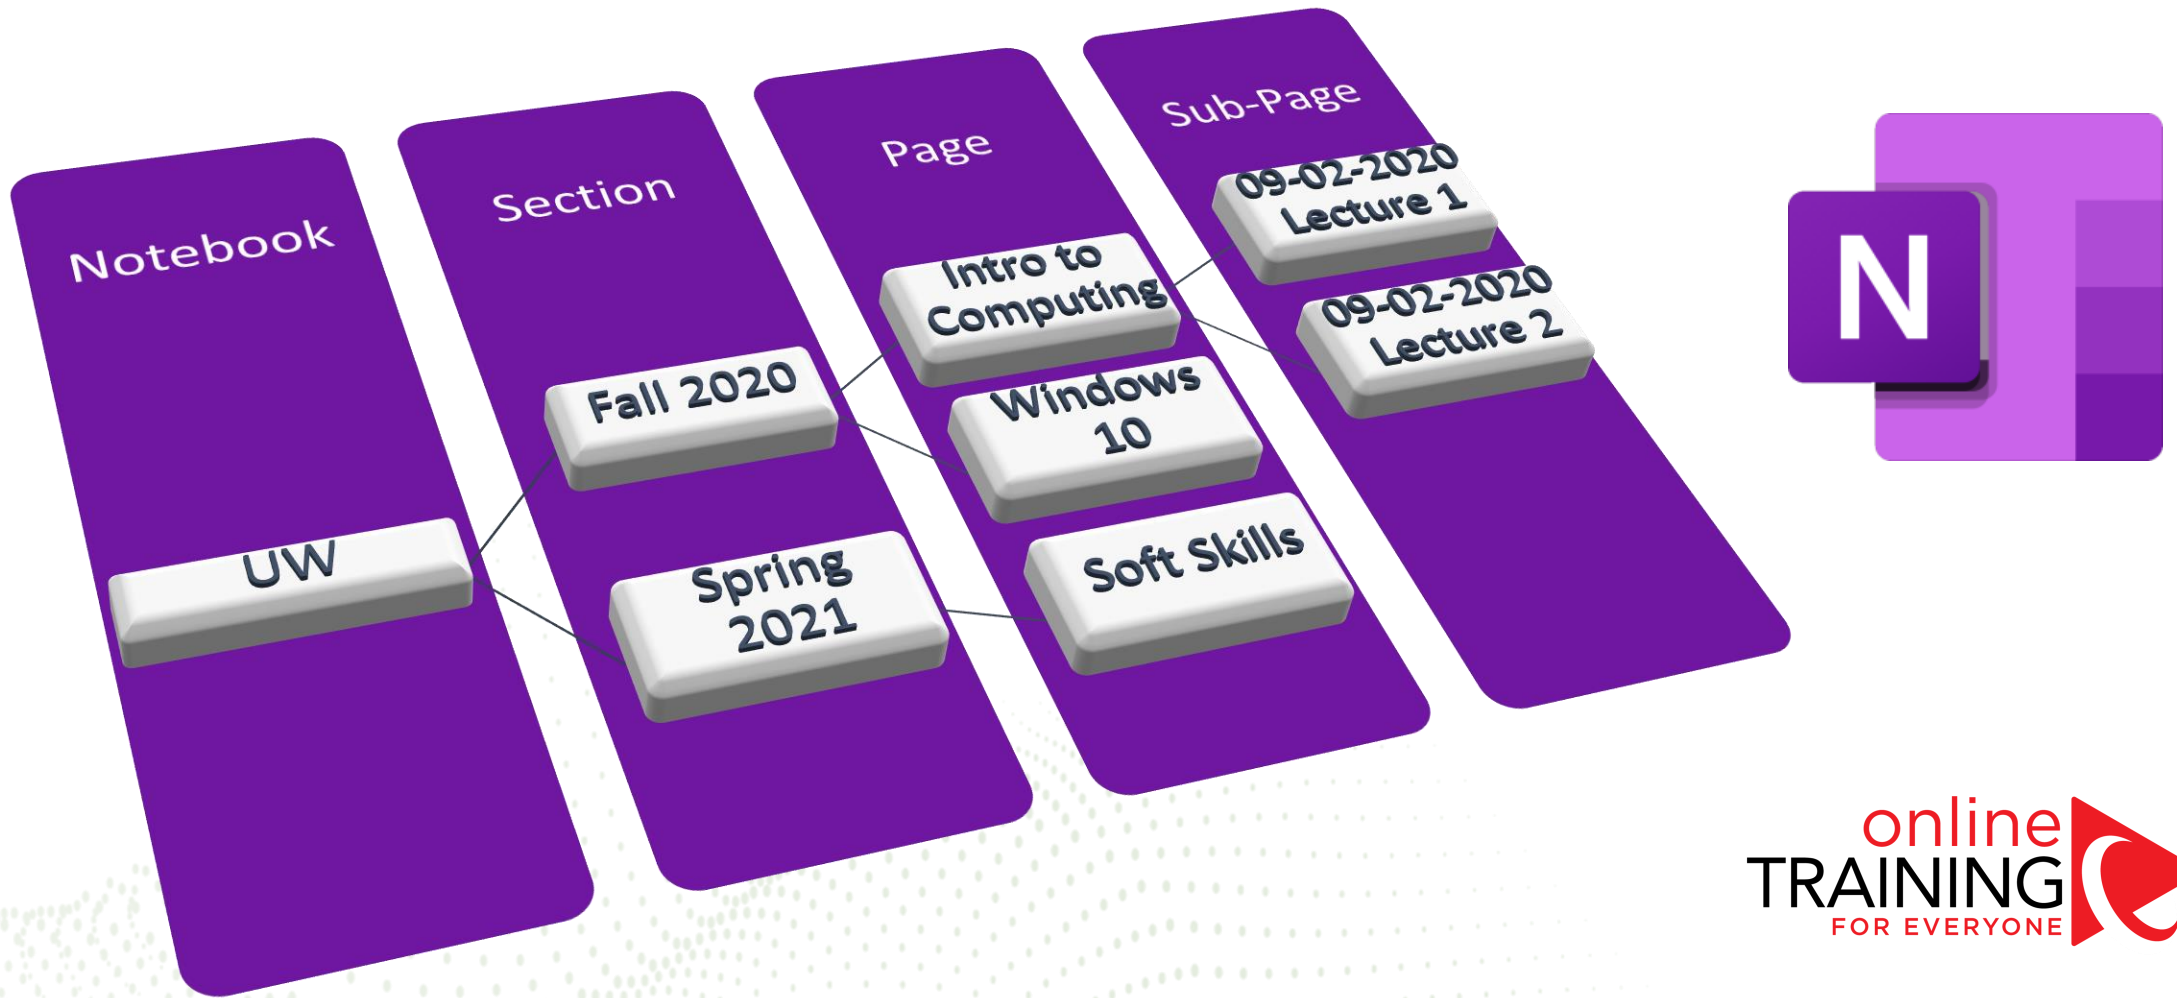 Notebook
Section
Page
Sub-Page
UW
Fall 2020
Spring
2021
Intro to
Computing
Windows
10
Soft Skills
09-02-2020
Lecture 1
09-02-2020
Lecture 2
N
online
TRAINING
FOR EVERYONE